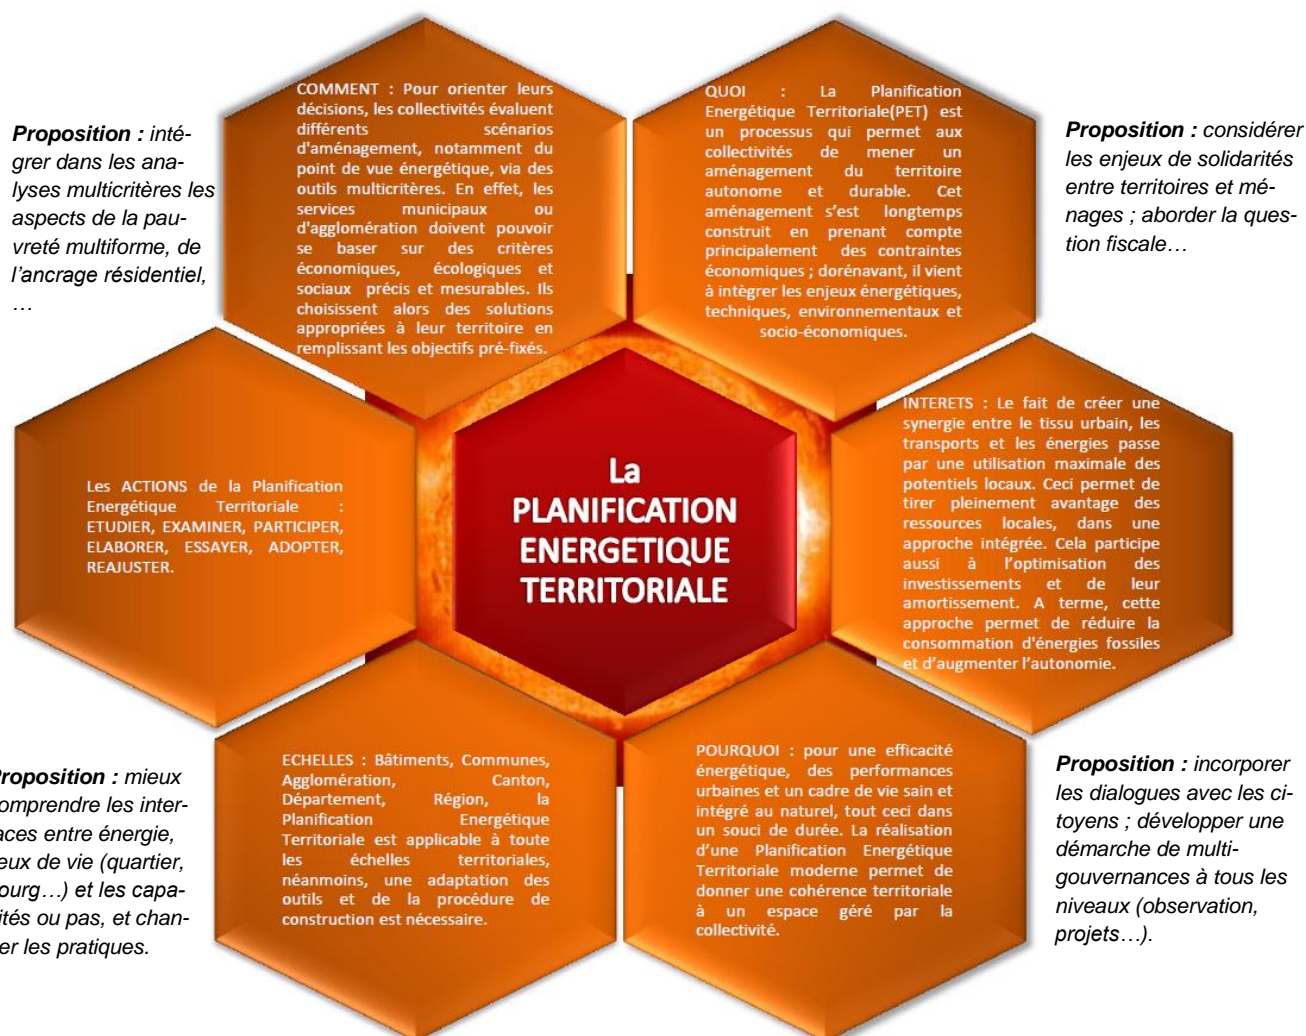 COMMENT : Pour orienter leurs
décisions, les collectivités évaluent
différents scénarios
d'aménagement, notamment du
point de vue énergétique, via des
outils multicritères. En effet, les
services municipaux ou
d'agglomération doivent pouvoir
se baser sur des critères
économiques, écologiques et
sociaux précis et mesurables. Ils
choisissent alors des solutions
appropriées à leur territoire en
remplissant les objectifs pré-fixés.
QUOI : La Planification
Energétique Territoriale(PET) est
un processus qui permet aux
collectivités de mener un
aménagement du territoire
autonome et durable. Cet
aménagement s'est longtemps
construit en prenant compte
principalement des contraintes
économiques ; dorénavant, il vient
à intègrer les enjeux énergétiques,
techniques, environnementaux et
socio-économiques.
Proposition : inté-
grer dans les ana-
lyses multicritères les
aspects de la pau-
vreté multiforme, de
l'ancrage résidentiel,
…
Proposition : considérer
les enjeux de solidarités
entre territoires et mé-
nages ; aborder la ques-
tion fiscale…
Les ACTIONS de la Planification
Energétique Territoriale :
ETUDIER, EXAMINER, PARTICIPER,
ELABORER, ESSAYER, ADOPTER,
REAJUSTER.
La
PLANIFICATION
ENERGETIQUE
TERRITORIALE
INTERETS : Le fait de créer une
synergie entre le tissu urbain, les
transports et les énergies passe
par une utilisation maximale des
potentiels locaux. Ceci permet de
tirer pleinement avantage des
ressources locales, dans une
approche intégrée. Cela participe
aussi à l'optimisation des
investissements et de leur
amortissement. A terme, cette
approche permet de réduire la
consommation d'énergies fossiles
et d'augmenter l'autonomie.
roposition : mieux
omprendre les inter-
aces entre énergie,
eux de vie (quartier,
ourg…) et les capa-
ités ou pas, et chan-
er les pratiques.
ECHELLES : Bâtiments, Communes,
Agglomération, Canton,
Département, Région, la
Planification Energétique
Territoriale est applicable à toute
les échelles territoriales,
néanmoins, une adaptation des
outils et de la procédure de
construction est nécessaire.
POURQUOI : pour une efficacité
énergétique, des performances
urbaines et un cadre de vie sain et
intégré au naturel, tout ceci dans
un souci de durée. La réalisation
d'une Planification Energétique
Territoriale moderne permet de
donner une cohérence territoriale
à un espace géré par la
collectivité.
Proposition : incorporer
les dialogues avec les ci-
toyens ; développer une
démarche de multi-
gouvernances à tous les
niveaux (observation,
projets…).